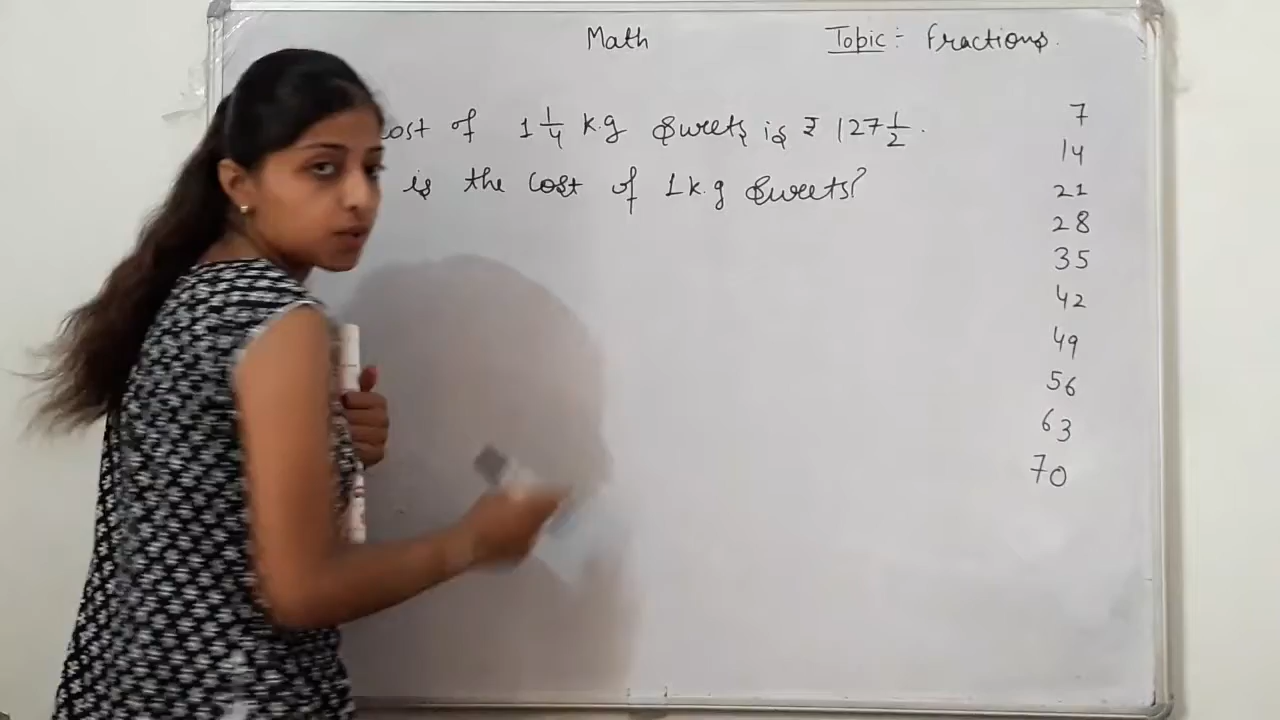 Math
Topic :- Fractions.
cost of 1 1/4 k.g sweets is ₹ 127 1/2.
is the cost of 1 k.g sweets?
7
14
21
28
35
42
49
56
63
70